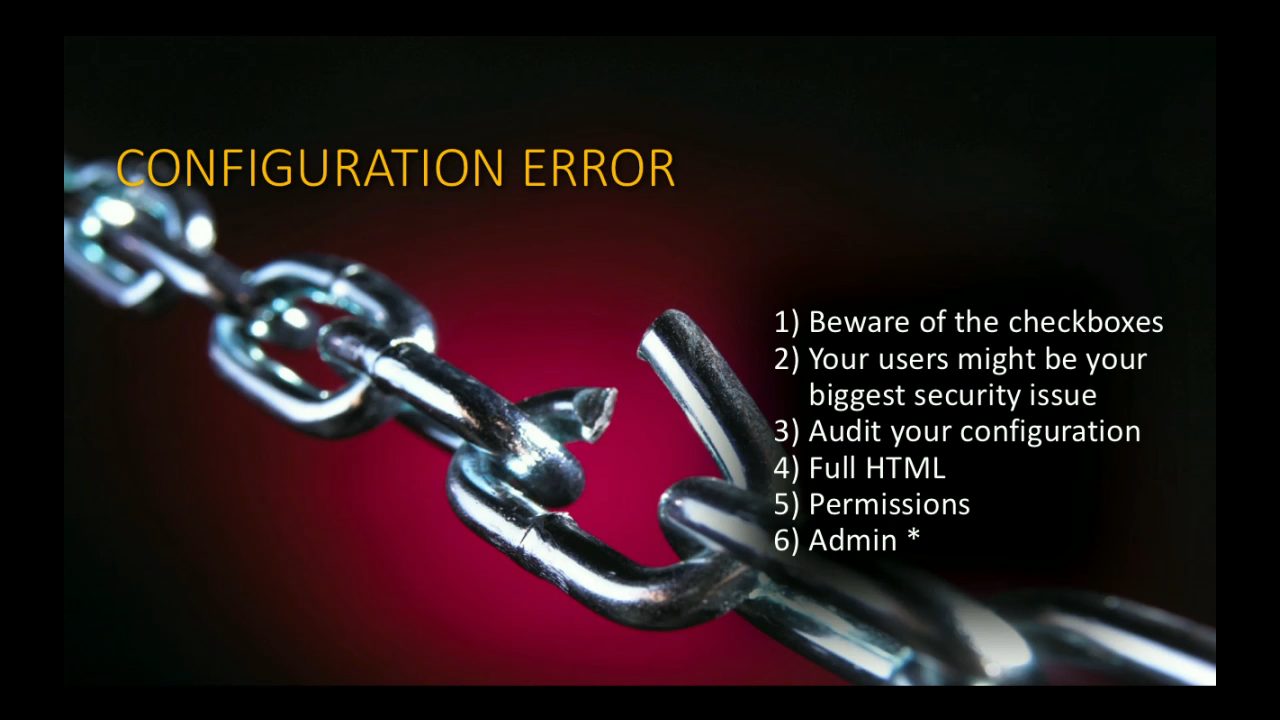 CONFIGURATION ERROR
1) Beware of the checkboxes
2) Your users might be your
biggest security issue
3) Audit your configuration
4) Full HTML
5) Permissions
6) Admin *